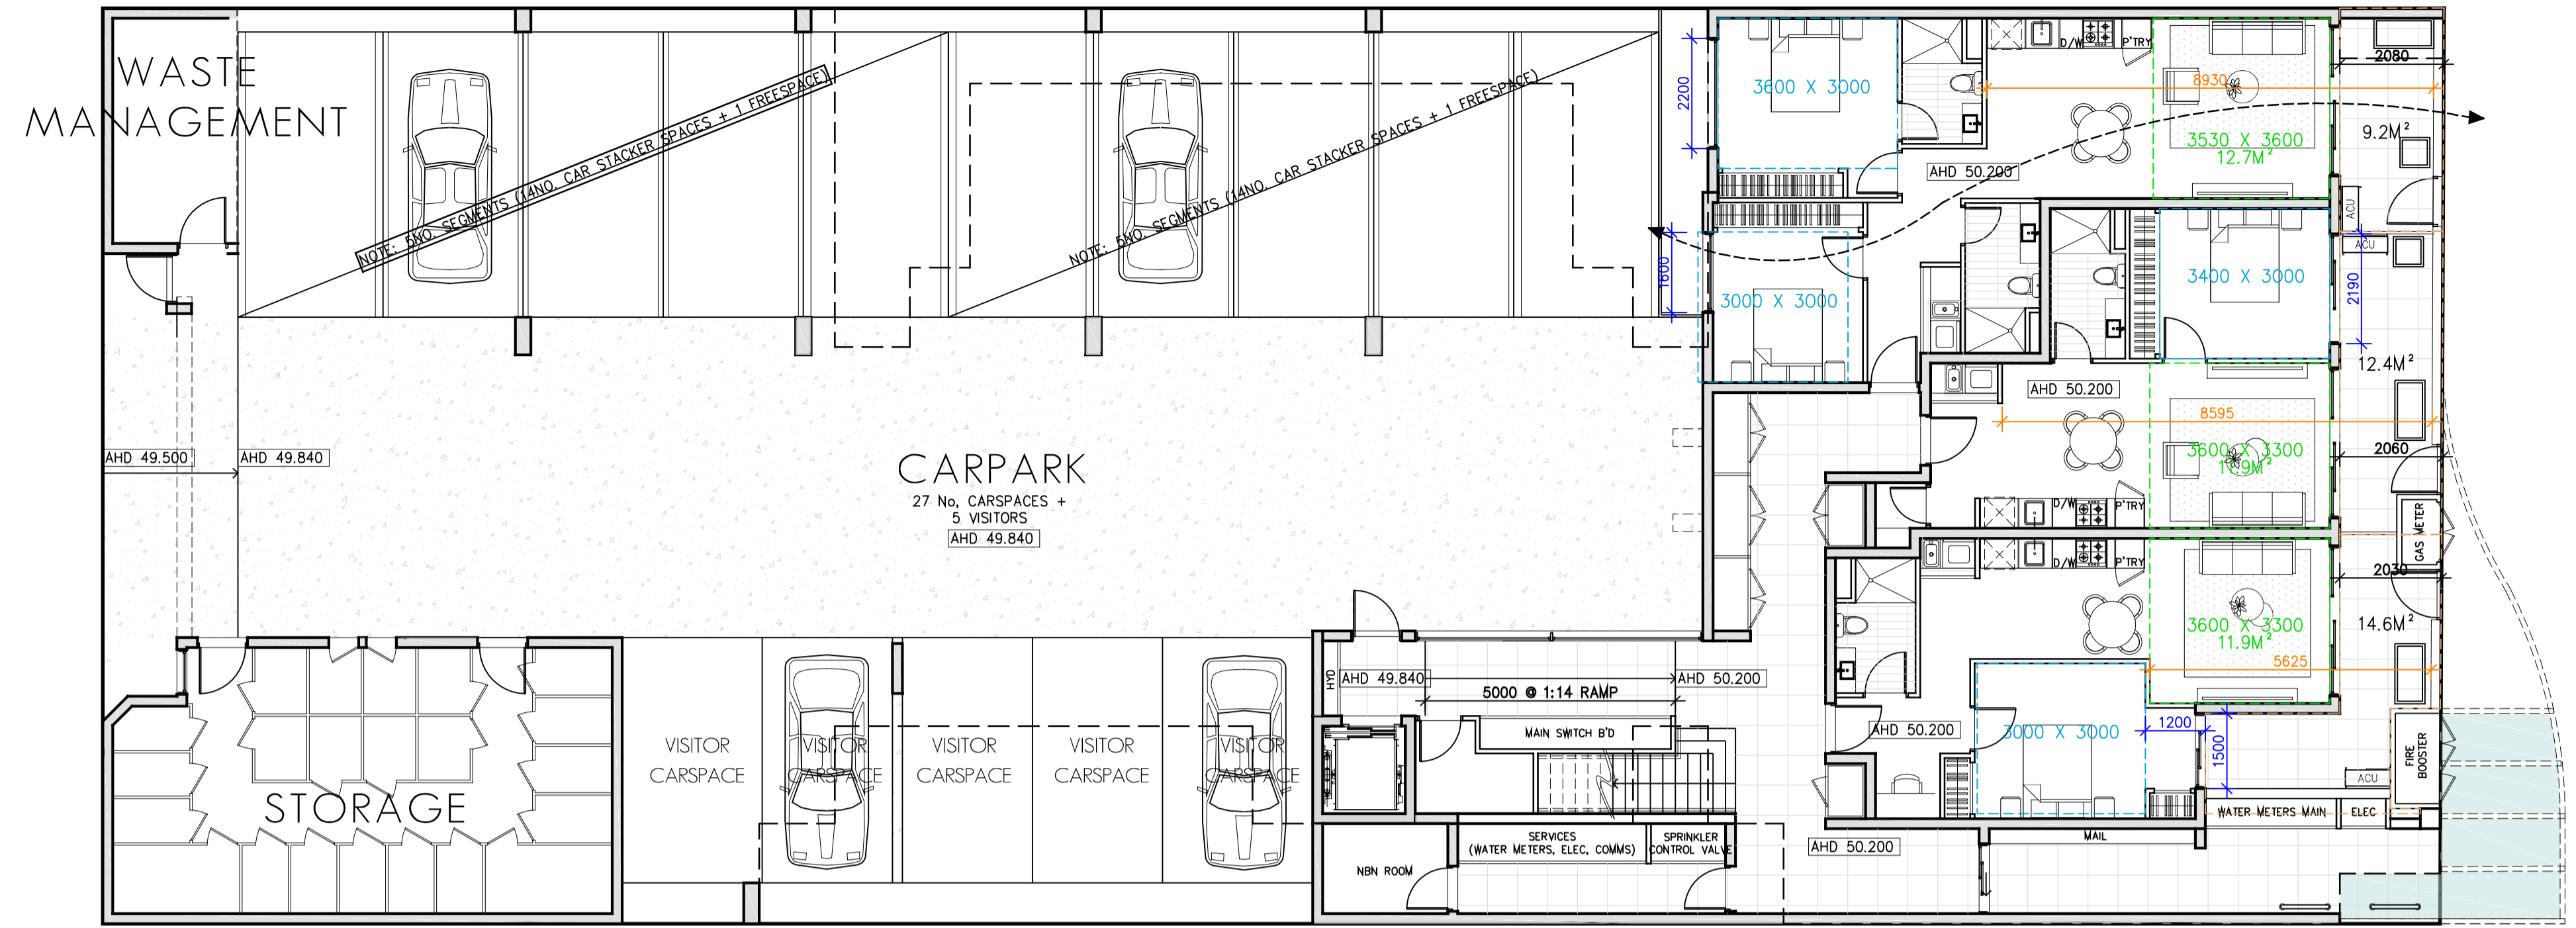 WASTE
MANAGEMENT
NOTE: 5NO. SEGMENTS (14NO. CAR STACKER SPACES + 1 FREESPACE)
NOTE: 5NO. SEGMENTS (14NO. CAR STACKER SPACES + 1 FREESPACE)
AHD 49.500
AHD 49.840
CARPARK
27 No, CARSPACES +
5 VISITORS
AHD 49.840
STORAGE
VISITOR
CARSPACE
VISITOR
CARSPACE
VISITOR
CARSPACE
VISITOR
CARSPACE
VISITOR
CARSPACE
HYD
AHD 49.840
AHD 50.200
5000 @ 1:14 RAMP
MAIN SWITCH B'D
SERVICES
(WATER METERS, ELEC, COMMS)
SPRINKLER
CONTROL VALVE
NBN ROOM
2200
3600 X 3000
D/W
P'TRY
8930
2080
3530 X 3600
12.7M²
9.2M²
AHD 50.200
ACU
ACU
1600
3000 X 3000
3400 X 3000
2190
12.4M²
AHD 50.200
8595
3600 X 3300
11.9M²
2060
D/W
P'TRY
GAS METER
D/W
P'TRY
2030
3600 X 3300
11.9M²
14.6M²
5625
AHD 50.200
3000 X 3000
1200
1500
ACU
FIRE
BOOSTER
WATER METERS MAIN
ELEC
MAIL
AHD 50.200